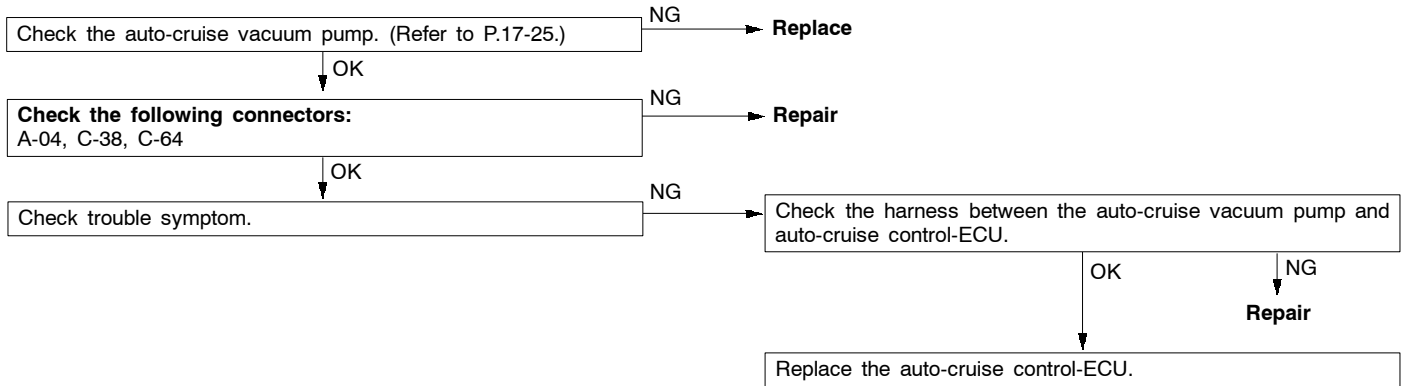 Check the auto-cruise vacuum pump. (Refer to P.17-25.)
NG
Replace
OK
Check the following connectors:
A-04, C-38, C-64
NG
Repair
OK
Check trouble symptom.
NG
Check the harness between the auto-cruise vacuum pump and
auto-cruise control-ECU.
OK
NG
Repair
Replace the auto-cruise control-ECU.